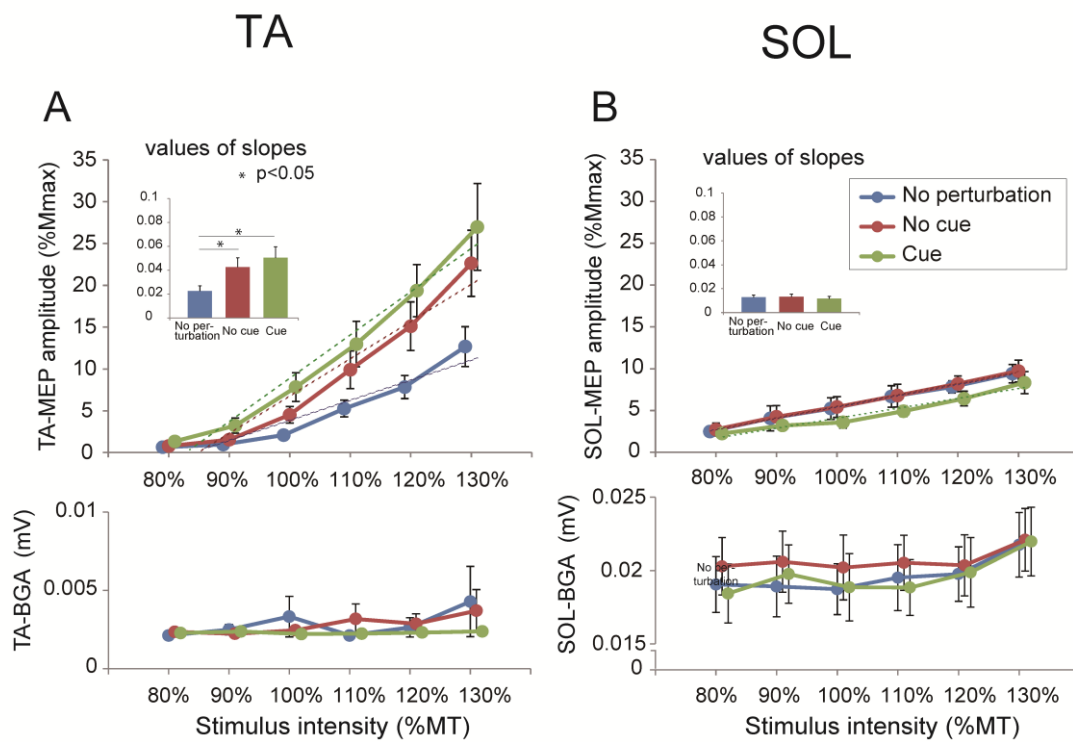 TA
SOL
A
values of slopes
* p<0.05
35
30
25
20
15
10
5
0
TA-MEP amplitude (%Mmax)
0.1
0.08
0.06
0.04
0.02
0
*
*
No per-
turbation
No cue
Cue
80% 90% 100% 110% 120% 130%
B
values of slopes
35
30
25
20
15
10
5
0
SOL-MEP amplitude (%Mmax)
0.1
0.08
0.06
0.04
0.02
0
No per-
turbation
No cue
Cue
No perturbation
No cue
Cue
80% 90% 100% 110% 120% 130%
TA-BGA (mV)
0.01
0.005
0
80% 90% 100% 110% 120% 130%
Stimulus intensity (%MT)
SOL-BGA (mV)
0.025
0.02
0.015
0
No per-
turbation
80% 90% 100% 110% 120% 130%
Stimulus intensity (%MT)